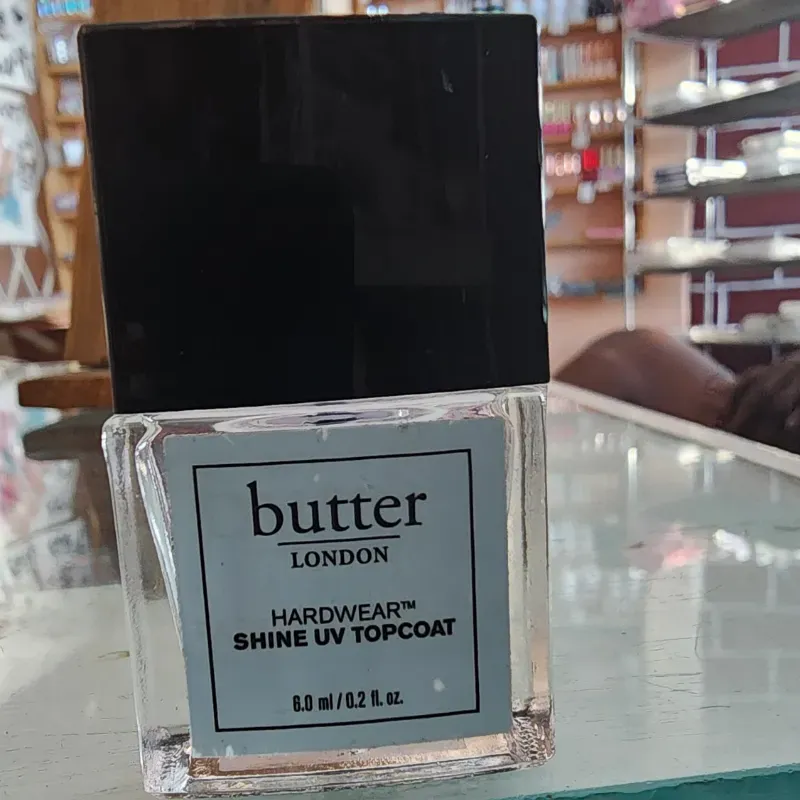 butter
LONDON
HARDWEAR™
SHINE UV TOPCOAT
6.0 ml / 0.2 fl. oz.